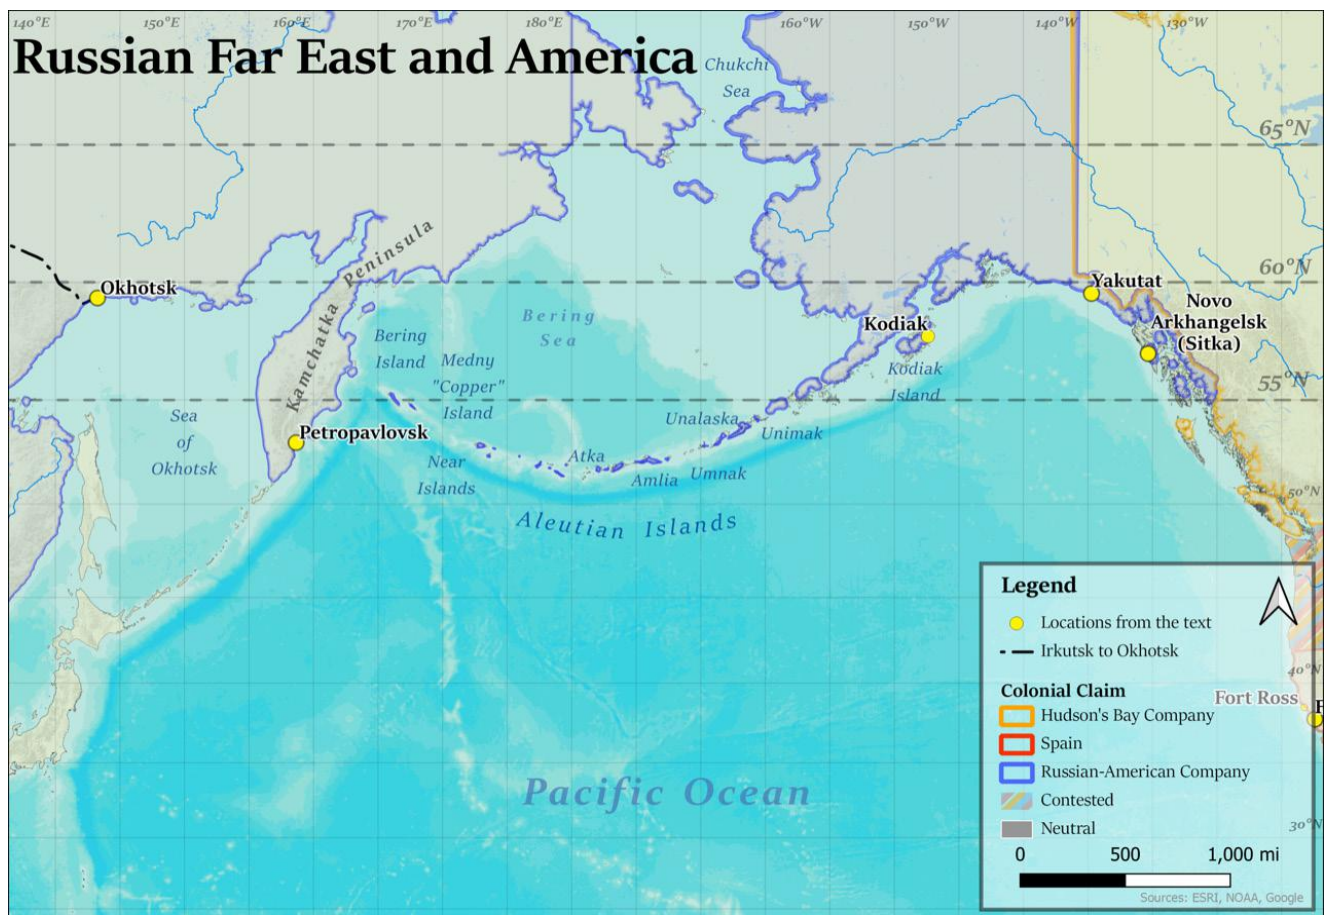 140°E 150°E 160°E 170°E 180°E 160°W 150°W 140°W 130°W
Russian Far East and America
Chukchi
Sea
65°N
Kamchatka Peninsula
60°N
Okhotsk
Yakutat
Novo
Arkhangelsk
(Sitka)
Bering
Sea
Kodiak
Bering
Island
Medny
"Copper"
Island
Kodiak
Island
55°N
Sea
of
Okhotsk
Petropavlovsk
Unalaska
Unimak
Near
Islands
Atka
Amlia
Umnak
50°N
Aleutian Islands
Legend
Locations from the text
Irkutsk to Okhotsk
40°N
Colonial Claim
Fort Ross
Hudson's Bay Company
Spain
Russian-American Company
Pacific Ocean
Contested
Neutral
30°N
0 500 1,000 mi
Sources: ESRI, NOAA, Google